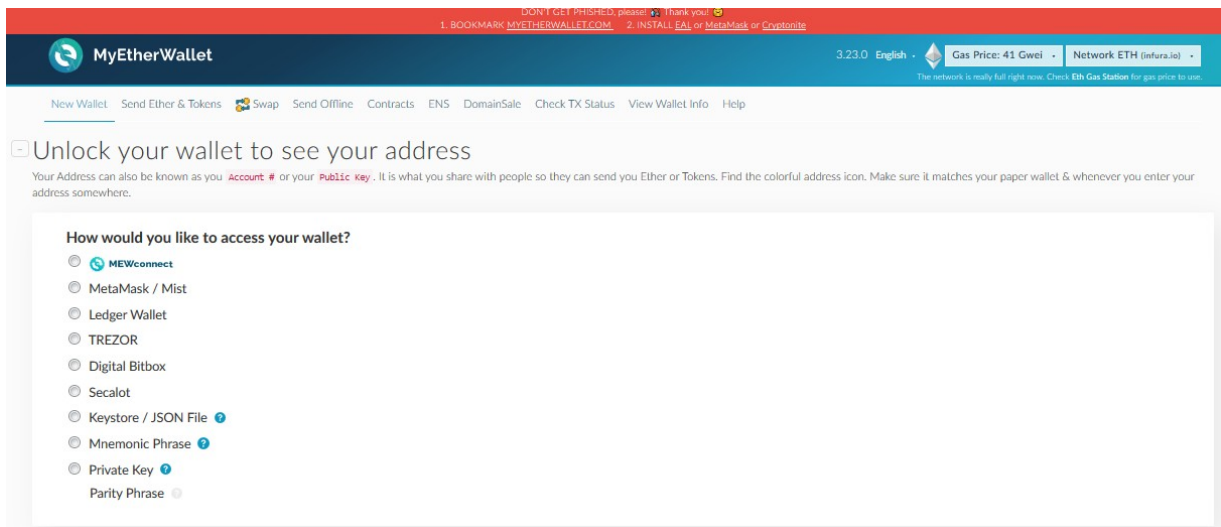 DON'T GET PHISHED, please! 🎣 Thank you! 😊
1. BOOKMARK MYETHERWALLET.COM 2. INSTALL EAL or MetaMask or Cryptonite
MyEtherWallet
3.23.0 English
Gas Price: 41 Gwei
Network ETH (infura.io)
The network is really full right now. Check Eth Gas Station for gas price to use.
New Wallet Send Ether & Tokens Swap Send Offline Contracts ENS DomainSale Check TX Status View Wallet Info Help
Unlock your wallet to see your address
Your Address can also be known as you Account # or your Public Key. It is what you share with people so they can send you Ether or Tokens. Find the colorful address icon. Make sure it matches your paper wallet & whenever you enter your
address somewhere.
How would you like to access your wallet?
MEWconnect
MetaMask / Mist
Ledger Wallet
TREZOR
Digital Bitbox
Secalot
Keystore / JSON File
Mnemonic Phrase
Private Key
Parity Phrase